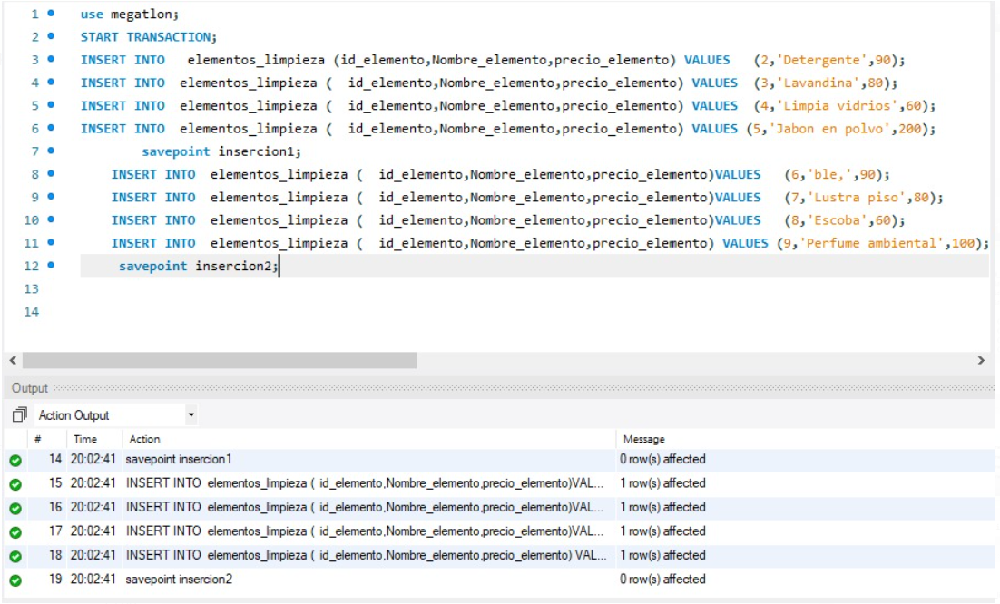 1 use megatlon;
2 START TRANSACTION;
3 INSERT INTO   elementos_limpieza (id_elemento,Nombre_elemento,precio_elemento) VALUES   (2,'Detergente',90);
4 INSERT INTO  elementos_limpieza (  id_elemento,Nombre_elemento,precio_elemento) VALUES  (3,'Lavandina',80);
5 INSERT INTO  elementos_limpieza (  id_elemento,Nombre_elemento,precio_elemento) VALUES  (4,'Limpia vidrios',60);
6 INSERT INTO  elementos_limpieza (  id_elemento,Nombre_elemento,precio_elemento) VALUES (5,'Jabon en polvo',200);
7 savepoint insercion1;
8 INSERT INTO  elementos_limpieza (  id_elemento,Nombre_elemento,precio_elemento)VALUES   (6,'ble,',90);
9 INSERT INTO  elementos_limpieza (  id_elemento,Nombre_elemento,precio_elemento)VALUES   (7,'Lustra piso',80);
10 INSERT INTO  elementos_limpieza (  id_elemento,Nombre_elemento,precio_elemento)VALUES   (8,'Escoba',60);
11 INSERT INTO  elementos_limpieza (  id_elemento,Nombre_elemento,precio_elemento) VALUES (9,'Perfume ambiental',100);
12 savepoint insercion2;
13
14
Output
Action Output
# Time Action Message
14 20:02:41 savepoint insercion1 0 row(s) affected
15 20:02:41 INSERT INTO  elementos_limpieza (  id_elemento,Nombre_elemento,precio_elemento)VAL... 1 row(s) affected
16 20:02:41 INSERT INTO  elementos_limpieza (  id_elemento,Nombre_elemento,precio_elemento)VAL... 1 row(s) affected
17 20:02:41 INSERT INTO  elementos_limpieza (  id_elemento,Nombre_elemento,precio_elemento)VAL... 1 row(s) affected
18 20:02:41 INSERT INTO  elementos_limpieza (  id_elemento,Nombre_elemento,precio_elemento) VAL... 1 row(s) affected
19 20:02:41 savepoint insercion2 0 row(s) affected